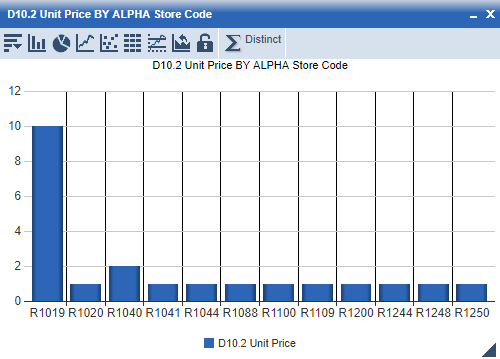 D10.2 Unit Price BY ALPHA Store Code
Distinct
D10.2 Unit Price BY ALPHA Store Code
12
10
8
6
4
2
0
R1019 R1020 R1040 R1041 R1044 R1088 R1100 R1109 R1200 R1244 R1248 R1250
D10.2 Unit Price